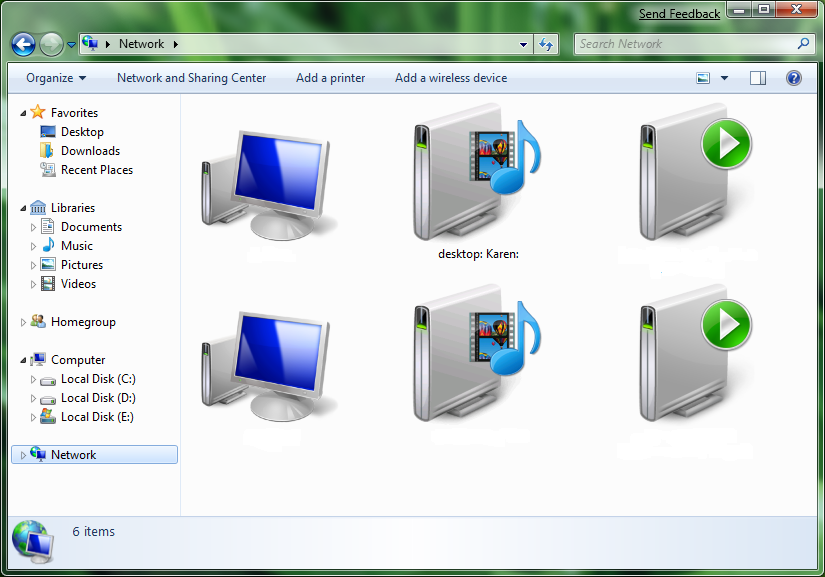 Send Feedback
Network
Search Network
Organize
Network and Sharing Center
Add a printer
Add a wireless device
Favorites
Desktop
Downloads
Recent Places
Libraries
Documents
Music
Pictures
Videos
Homegroup
Computer
Local Disk (C:)
Local Disk (D:)
Local Disk (E:)
Network
desktop: Karen:
6 items